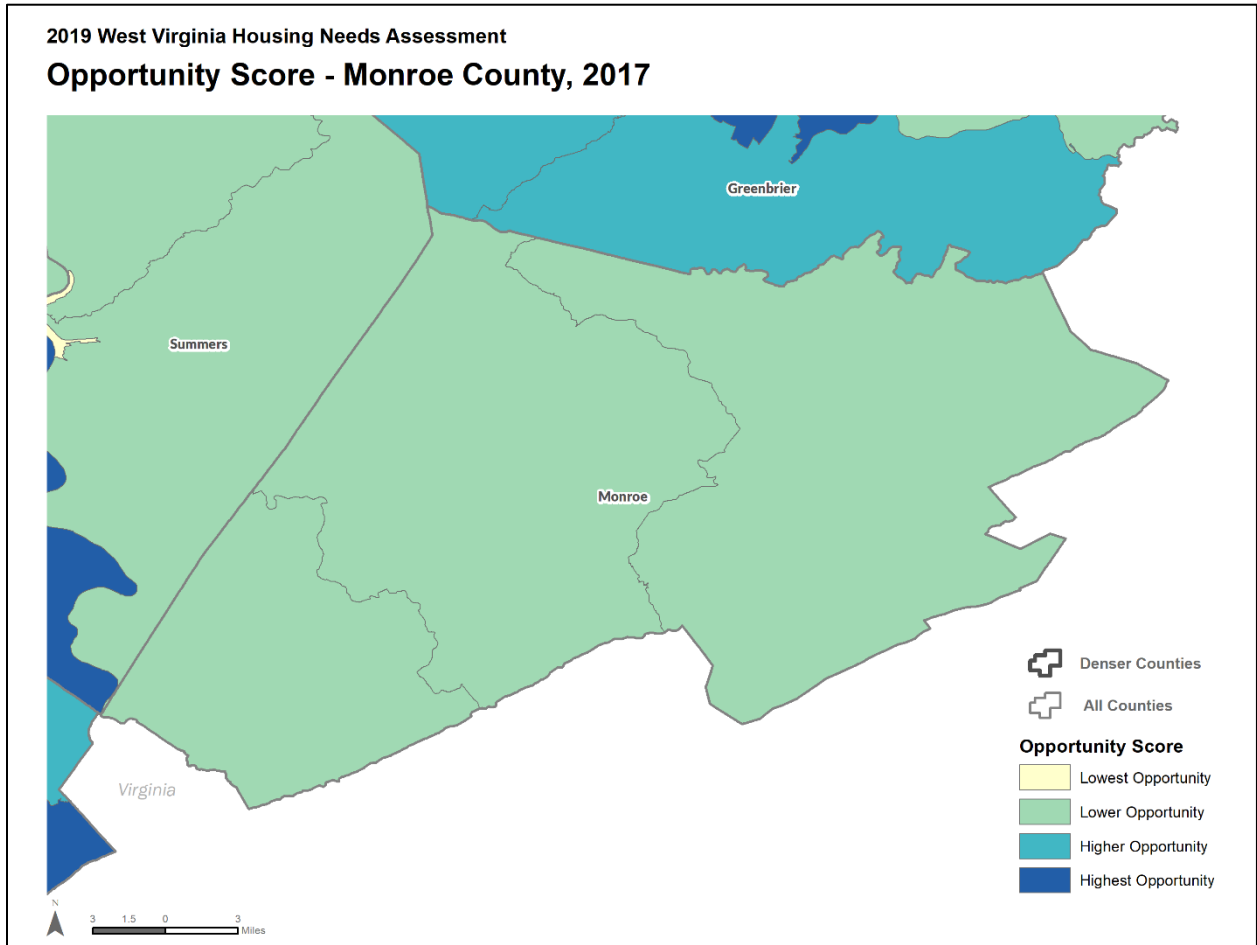 2019 West Virginia Housing Needs Assessment
Opportunity Score - Monroe County, 2017
Greenbrier
Summers
Monroe
Virginia
Denser Counties
All Counties
Opportunity Score
Lowest Opportunity
Lower Opportunity
Higher Opportunity
Highest Opportunity
N
3 1.5 0 3
Miles